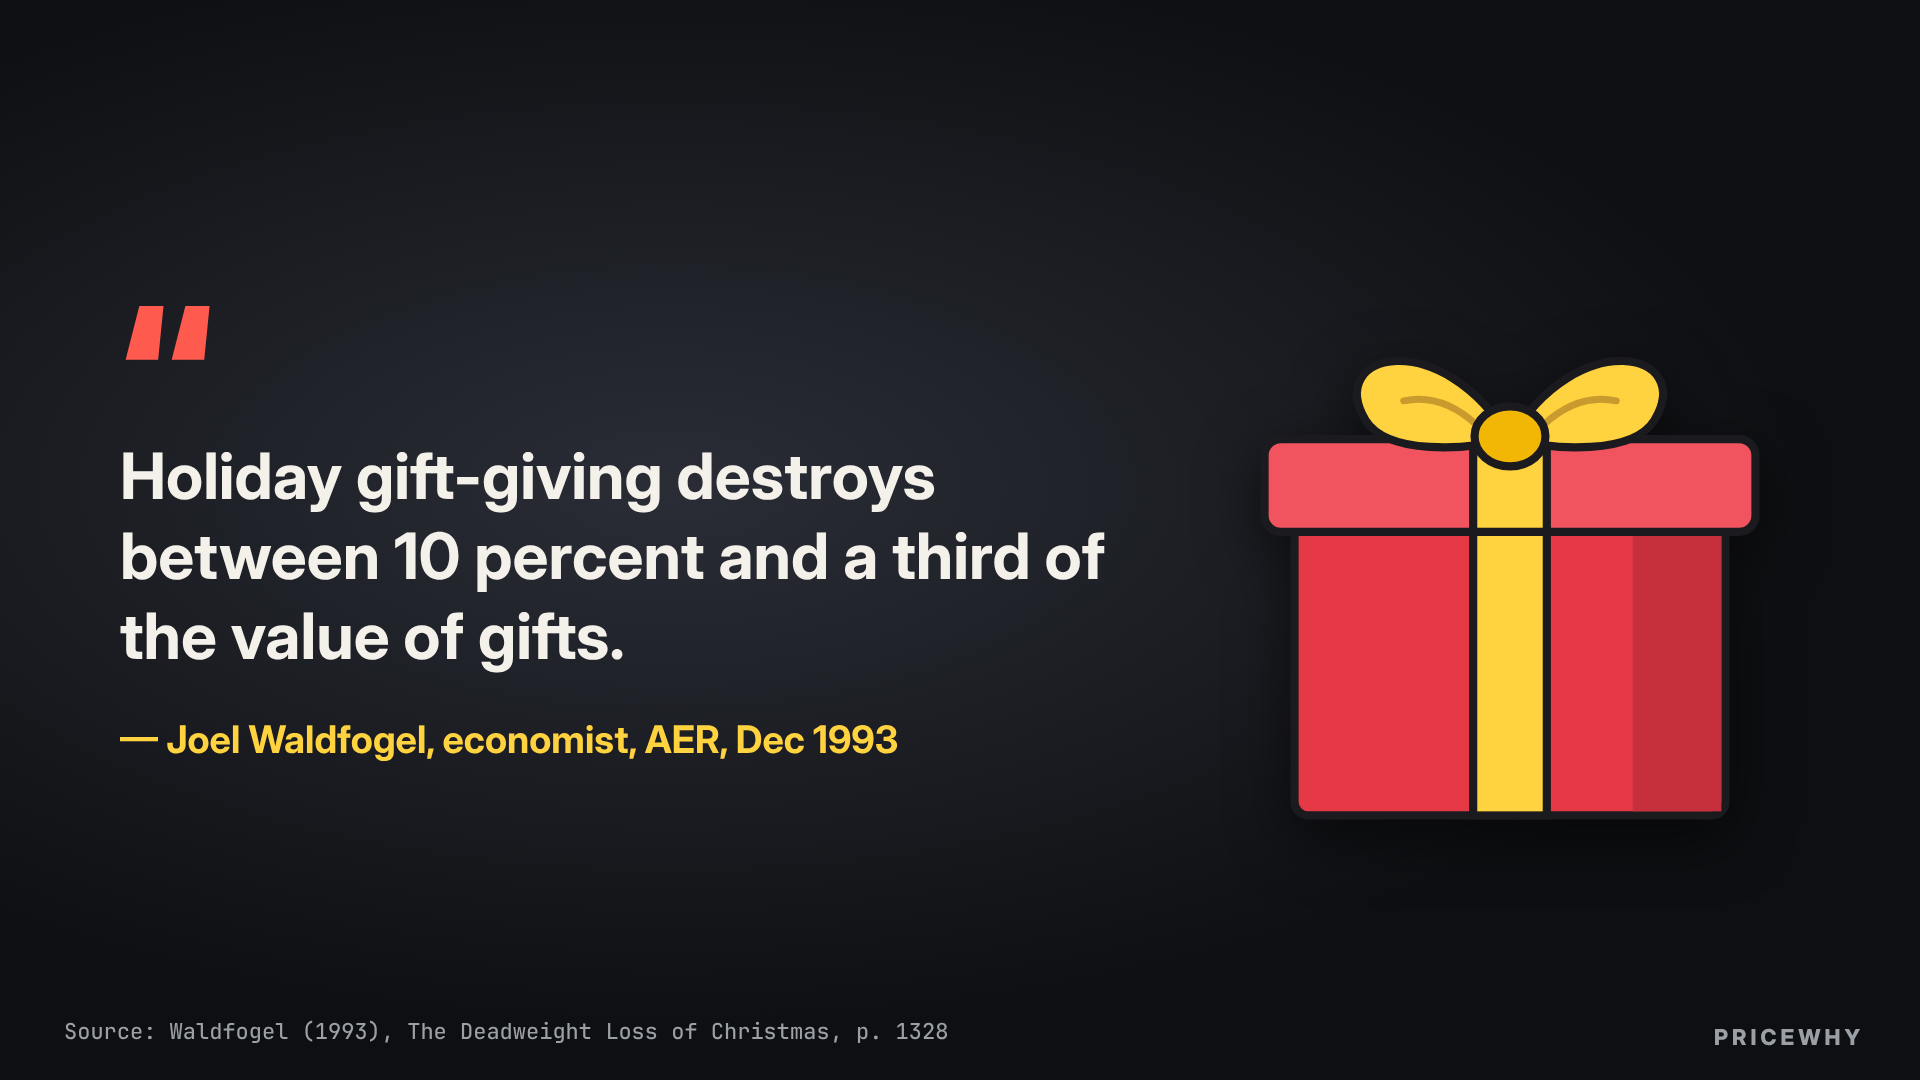 "
Holiday gift-giving destroys
between 10 percent and a third of
the value of gifts.
— Joel Waldfogel, economist, AER, Dec 1993
Source: Waldfogel (1993), The Deadweight Loss of Christmas, p. 1328
PRICEWHY